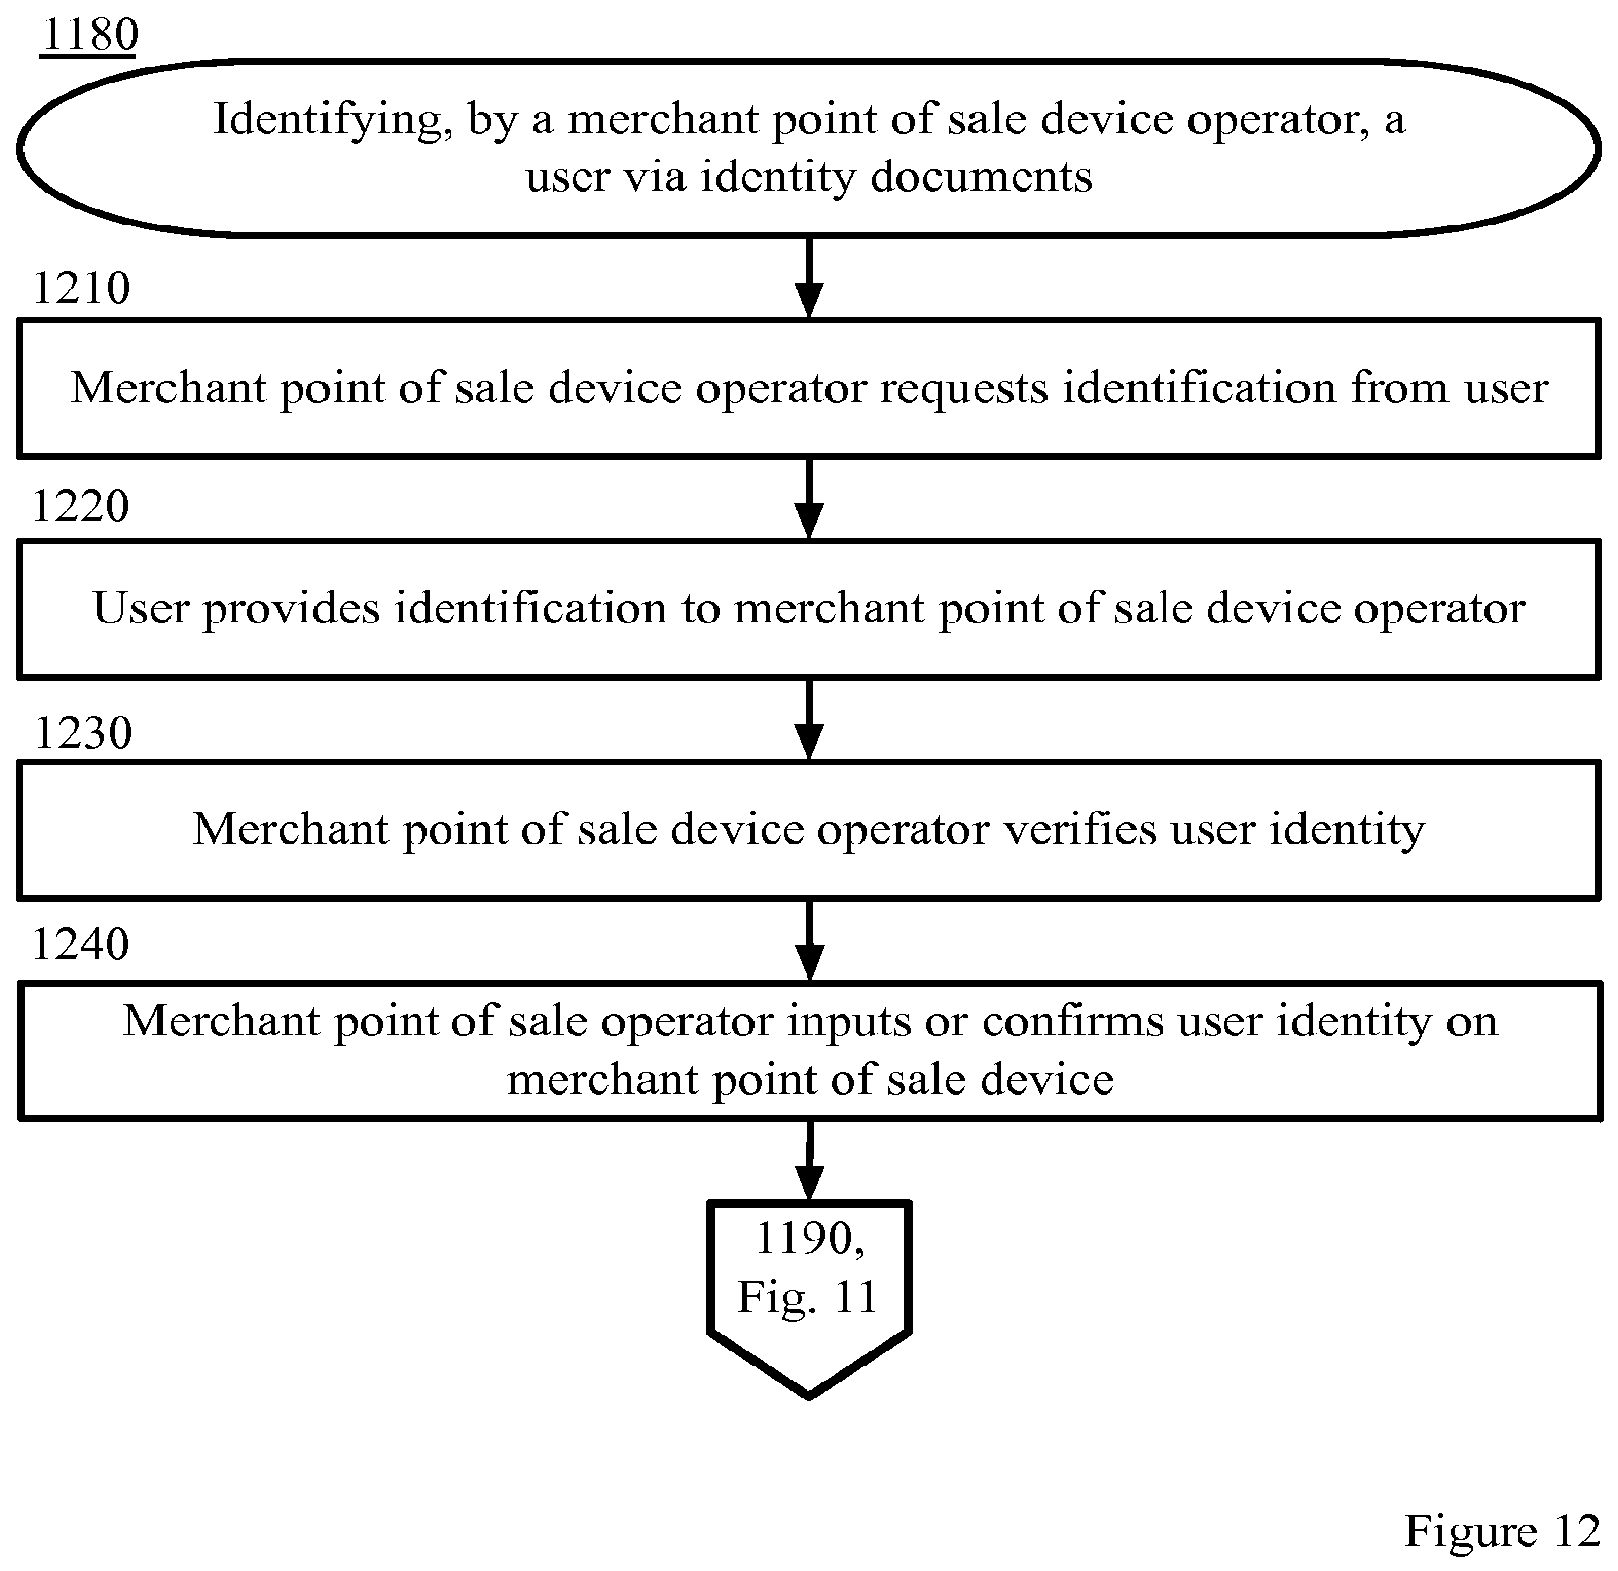 1180
Identifying, by a merchant point of sale device operator, a
user via identity documents
1210
Merchant point of sale device operator requests identification from user
1220
User provides identification to merchant point of sale device operator
1230
Merchant point of sale device operator verifies user identity
1240
Merchant point of sale operator inputs or confirms user identity on
merchant point of sale device
1190,
Fig. 11
Figure 12